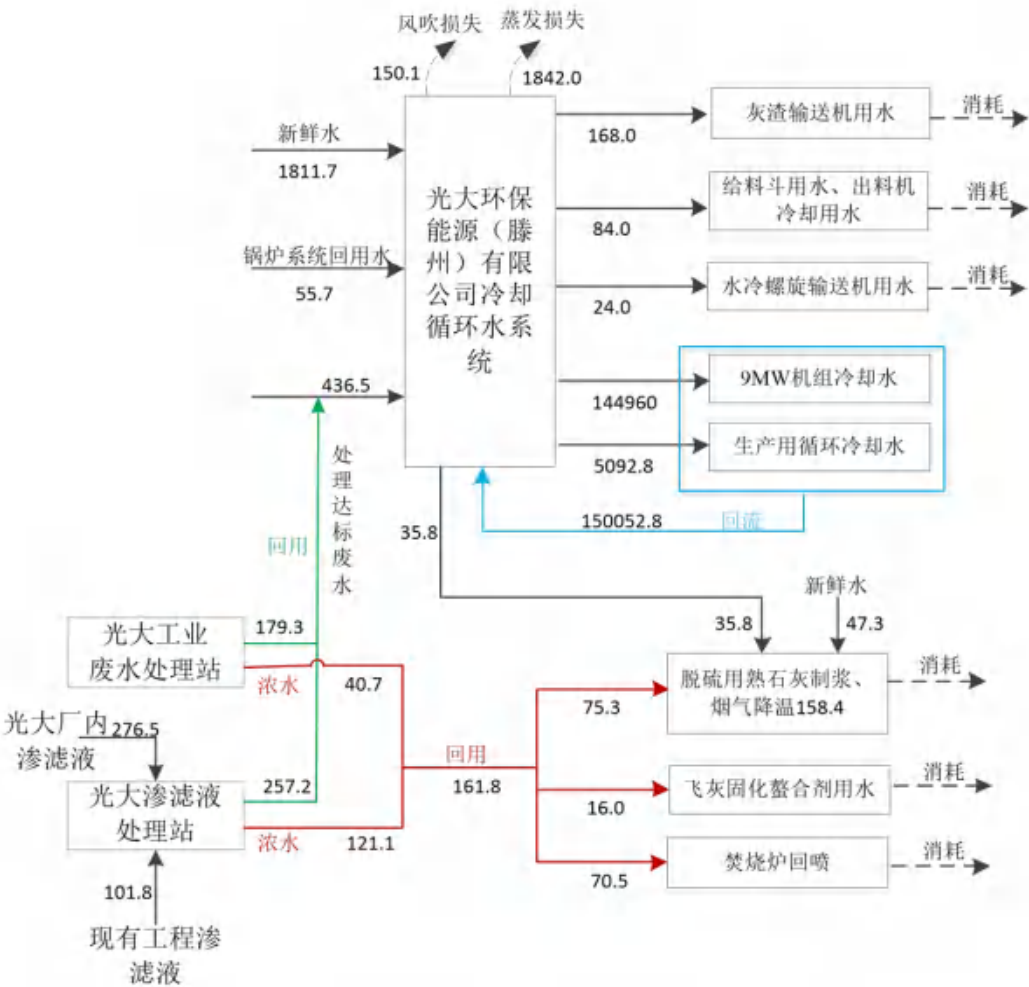 风吹损失
蒸发损失
150.1
1842.0
新鲜水
1811.7
锅炉系统回用水
55.7
436.5
光大环保
能源（滕
州）有限
公司冷却
循环水系
统
168.0
灰渣输送机用水
消耗
84.0
给料斗用水、出料机
冷却用水
消耗
24.0
水冷螺旋输送机用水
消耗
144960
9MW机组冷却水
5092.8
生产用循环冷却水
150052.8
回流
35.8
处理达标废水
回用
新鲜水
35.8
47.3
光大工业
废水处理站
179.3
浓水
40.7
光大厂内
渗滤液
276.5
光大渗滤液
处理站
257.2
浓水
121.1
101.8
现有工程渗
滤液
回用
161.8
75.3
脱硫用熟石灰制浆、
烟气降温158.4
消耗
16.0
飞灰固化螯合剂用水
消耗
70.5
焚烧炉回喷
消耗